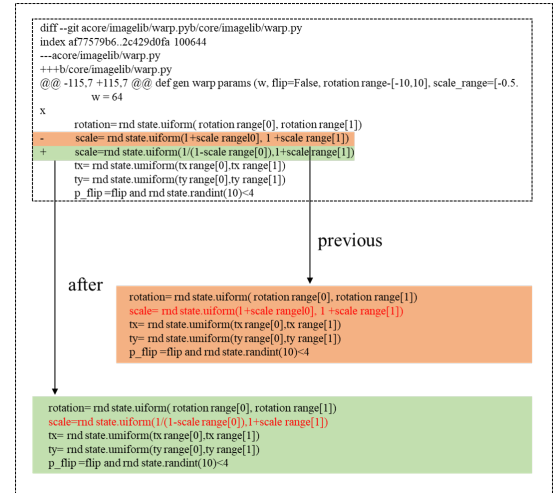 diff --git acore/imagelib/warp.pyb/core/imagelib/warp.py
index af77579b6..2c429d0fa 100644
---acore/imagelib/warp.py
+++b/core/imagelib/warp.py
@@ -115,7 +115,7 @@ def gen warp params (w, flip=False, rotation range-[-10,10], scale_range=[-0.5.
w = 64
x
rotation= rnd state.uiform( rotation range[0], rotation range[1])
- scale= rnd state.uiform(l+scale rangel0], 1 +scale range[1])
+ scale=rnd state.uiform(1/(1-scale range[0]),1+scale range[1])
tx= rnd state.umiform(tx range[0],tx range[1])
ty= rnd state.umiform(ty range[0],ty range[1])
p_flip =flip and rnd state.randint(10)<4
previous
after
rotation= rnd state.uiform( rotation range[0], rotation range[1])
scale= rnd state.uiform(l+scale rangel0], 1 +scale range[1])
tx= rnd state.umiform(tx range[0],tx range[1])
ty= rnd state.umiform(ty range[0],ty range[1])
p_flip =flip and rnd state.randint(10)<4
rotation= rnd state.uiform( rotation range[0], rotation range[1])
scale=rnd state.uiform(1/(1-scale range[0]),1+scale range[1])
tx= rnd state.umiform(tx range[0],tx range[1])
ty= rnd state.umiform(ty range[0],ty range[1])
p_flip =flip and rnd state.randint(10)<4